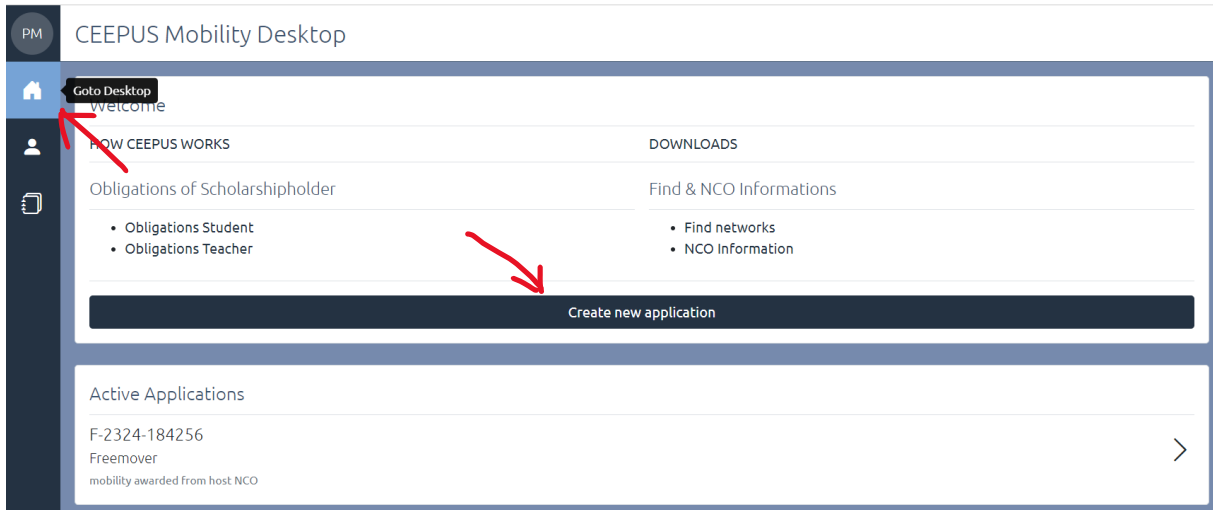 PM
CEEPUS Mobility Desktop
Goto Desktop
Welcome
HOW CEEPUS WORKS
DOWNLOADS
Obligations of Scholarshipholder
Find & NCO Informations
• Obligations Student
• Obligations Teacher
• Find networks
• NCO Information
Create new application
Active Applications
F-2324-184256
Freemover
mobility awarded from host NCO